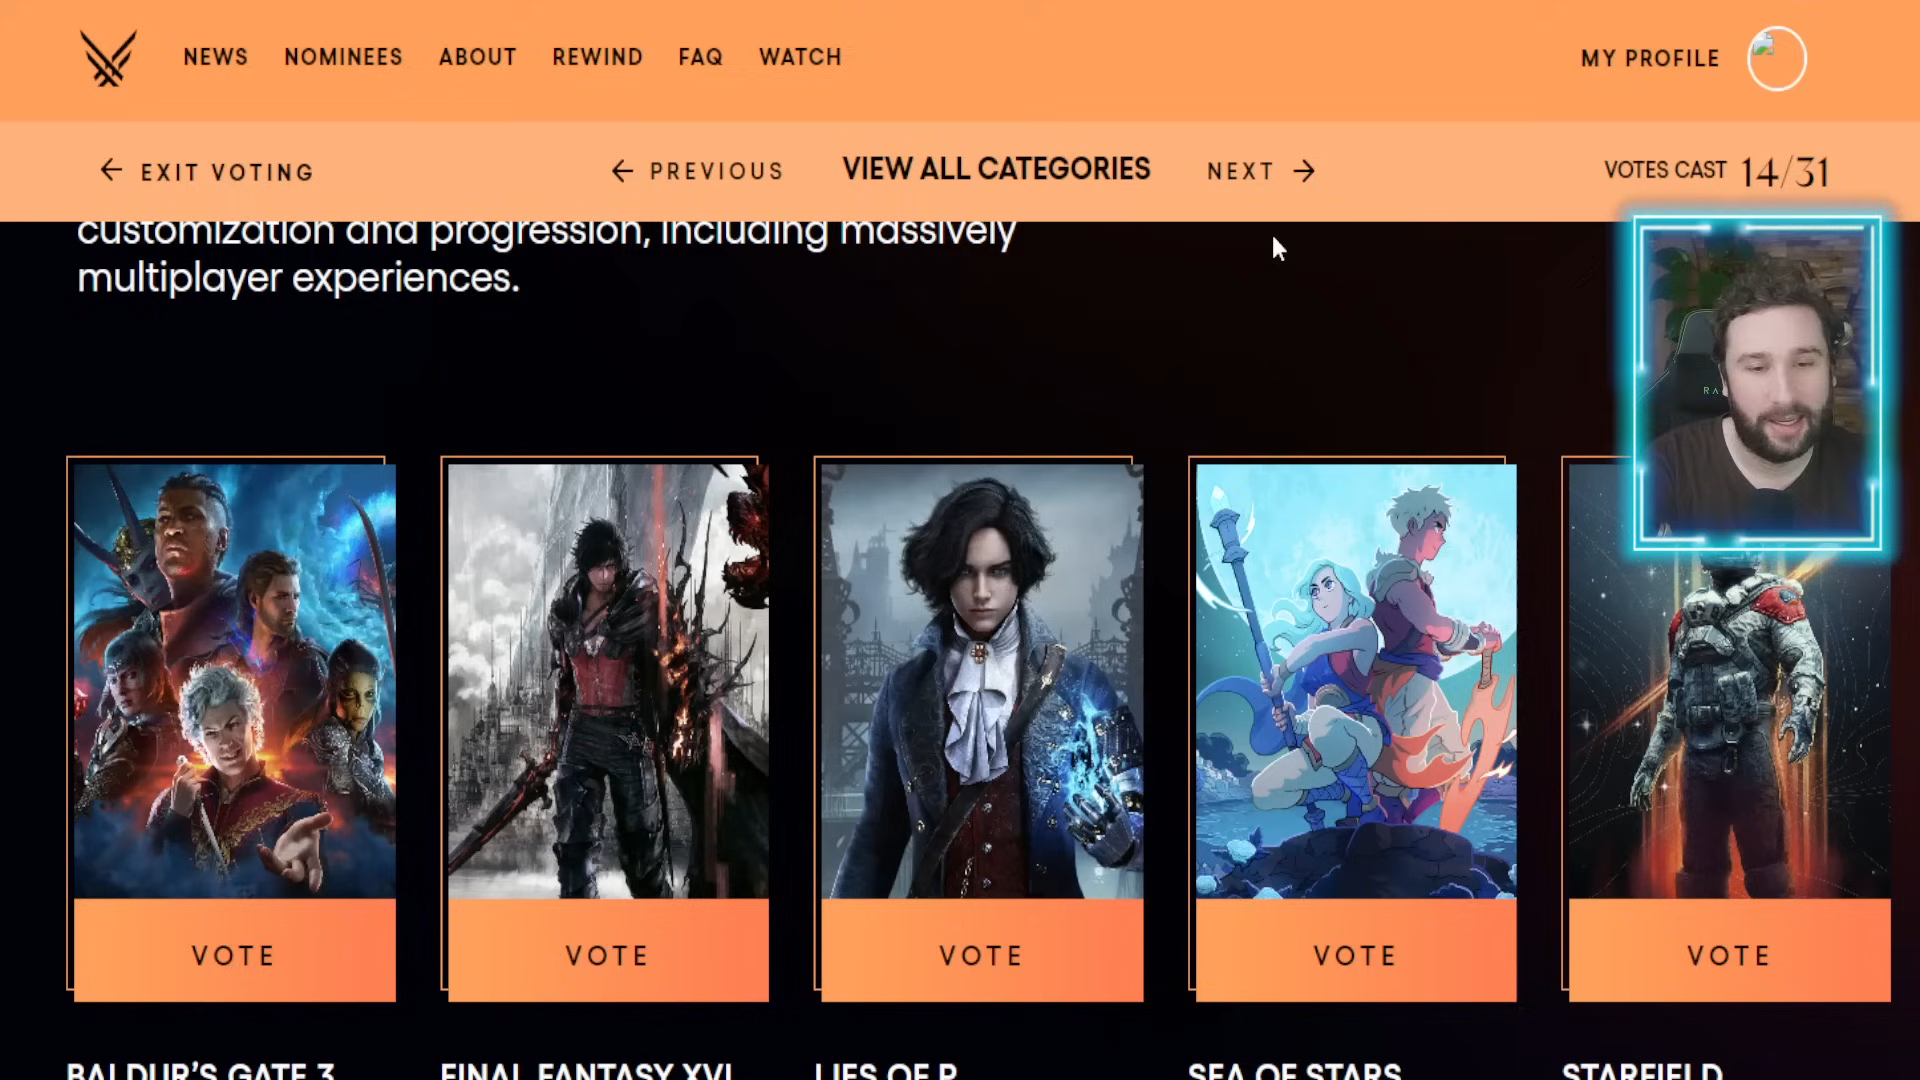 NEWS NOMINEES ABOUT REWIND FAQ WATCH MY PROFILE
← EXIT VOTING ← PREVIOUS VIEW ALL CATEGORIES NEXT → VOTES CAST 14/31
customization and progression, including massively
multiplayer experiences.
RA
VOTE VOTE VOTE VOTE VOTE
BALDUR'S GATE 3 FINAL FANTASY XVI LIES OF P SEA OF STARS STARFIELD